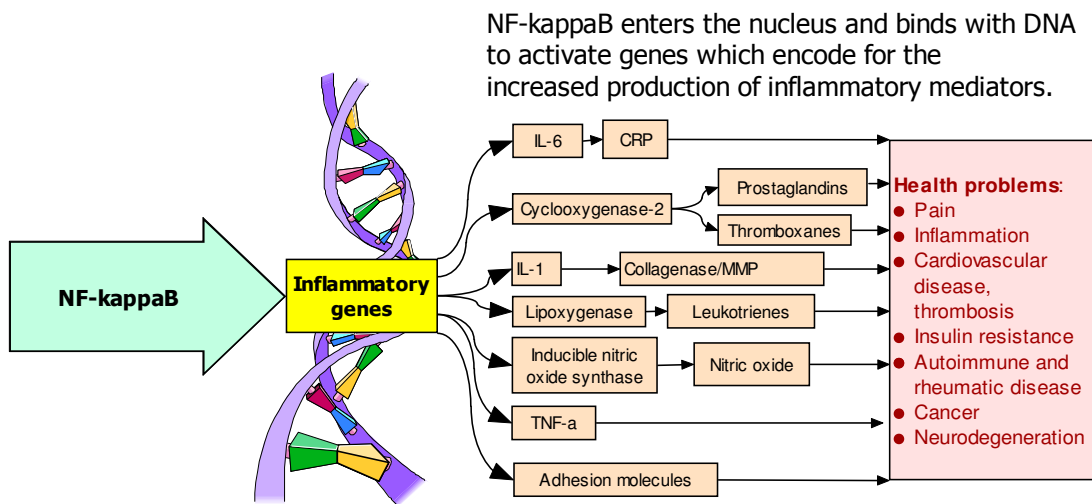 NF-kappaB enters the nucleus and binds with DNA
to activate genes which encode for the
increased production of inflammatory mediators.
NF-kappaB
Inflammatory
genes
IL-6
CRP
Cyclooxygenase-2
Prostaglandins
Thromboxanes
IL-1
Collagenase/MMP
Lipoxygenase
Leukotrienes
Inducible nitric
oxide synthase
Nitric oxide
TNF-a
Adhesion molecules
Health problems:
● Pain
● Inflammation
● Cardiovascular
disease,
thrombosis
● Insulin resistance
● Autoimmune and
rheumatic disease
● Cancer
● Neurodegeneration